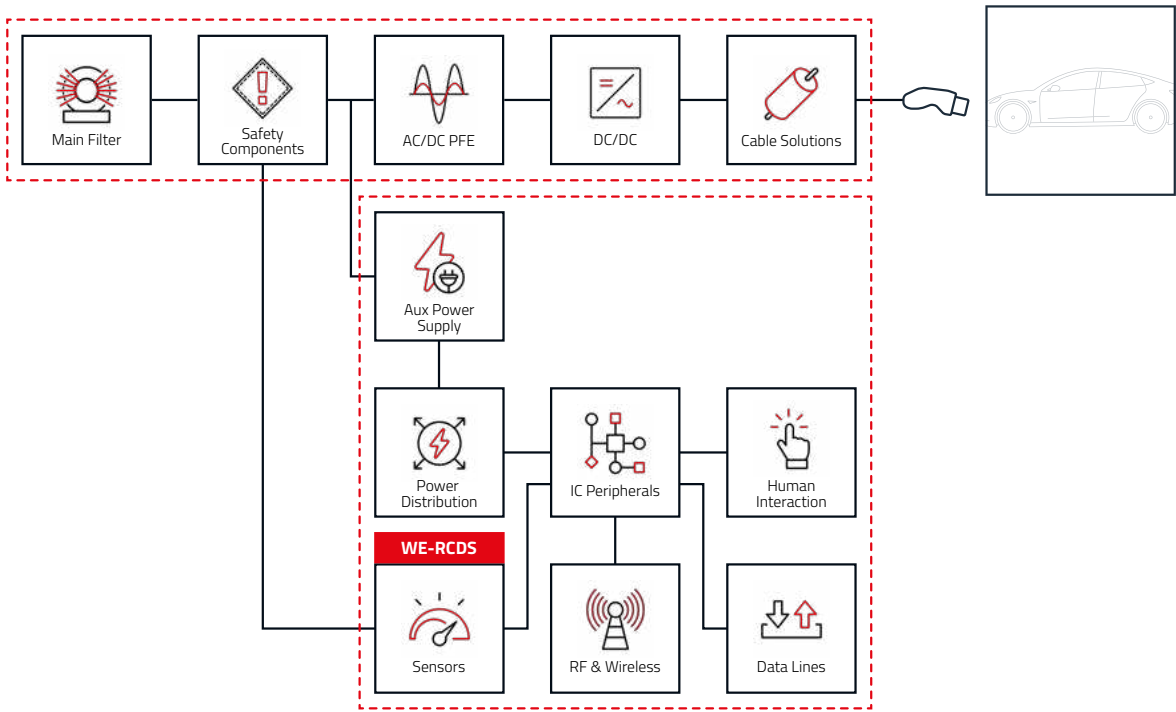 Main Filter
Safety
Components
AC/DC PFE
DC/DC
Cable Solutions
Aux Power
Supply
Power
Distribution
IC Peripherals
Human
Interaction
WE-RCDS
Sensors
RF & Wireless
Data Lines